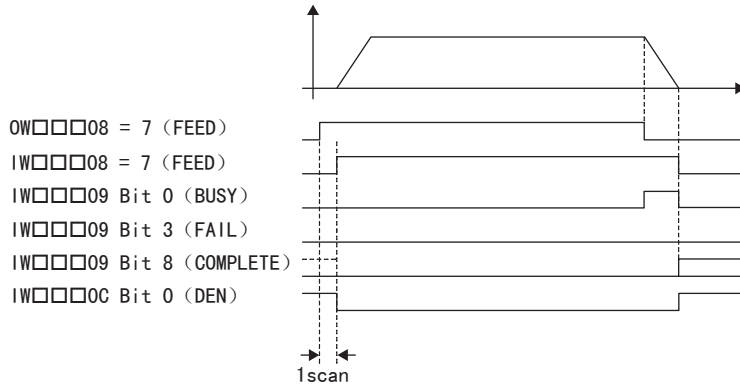 OW□□□08 = 7 (FEED)
IW□□□08 = 7 (FEED)
IW□□□09 Bit 0 (BUSY)
IW□□□09 Bit 3 (FAIL)
IW□□□09 Bit 8 (COMPLETE)
IW□□□0C Bit 0 (DEN)
1scan